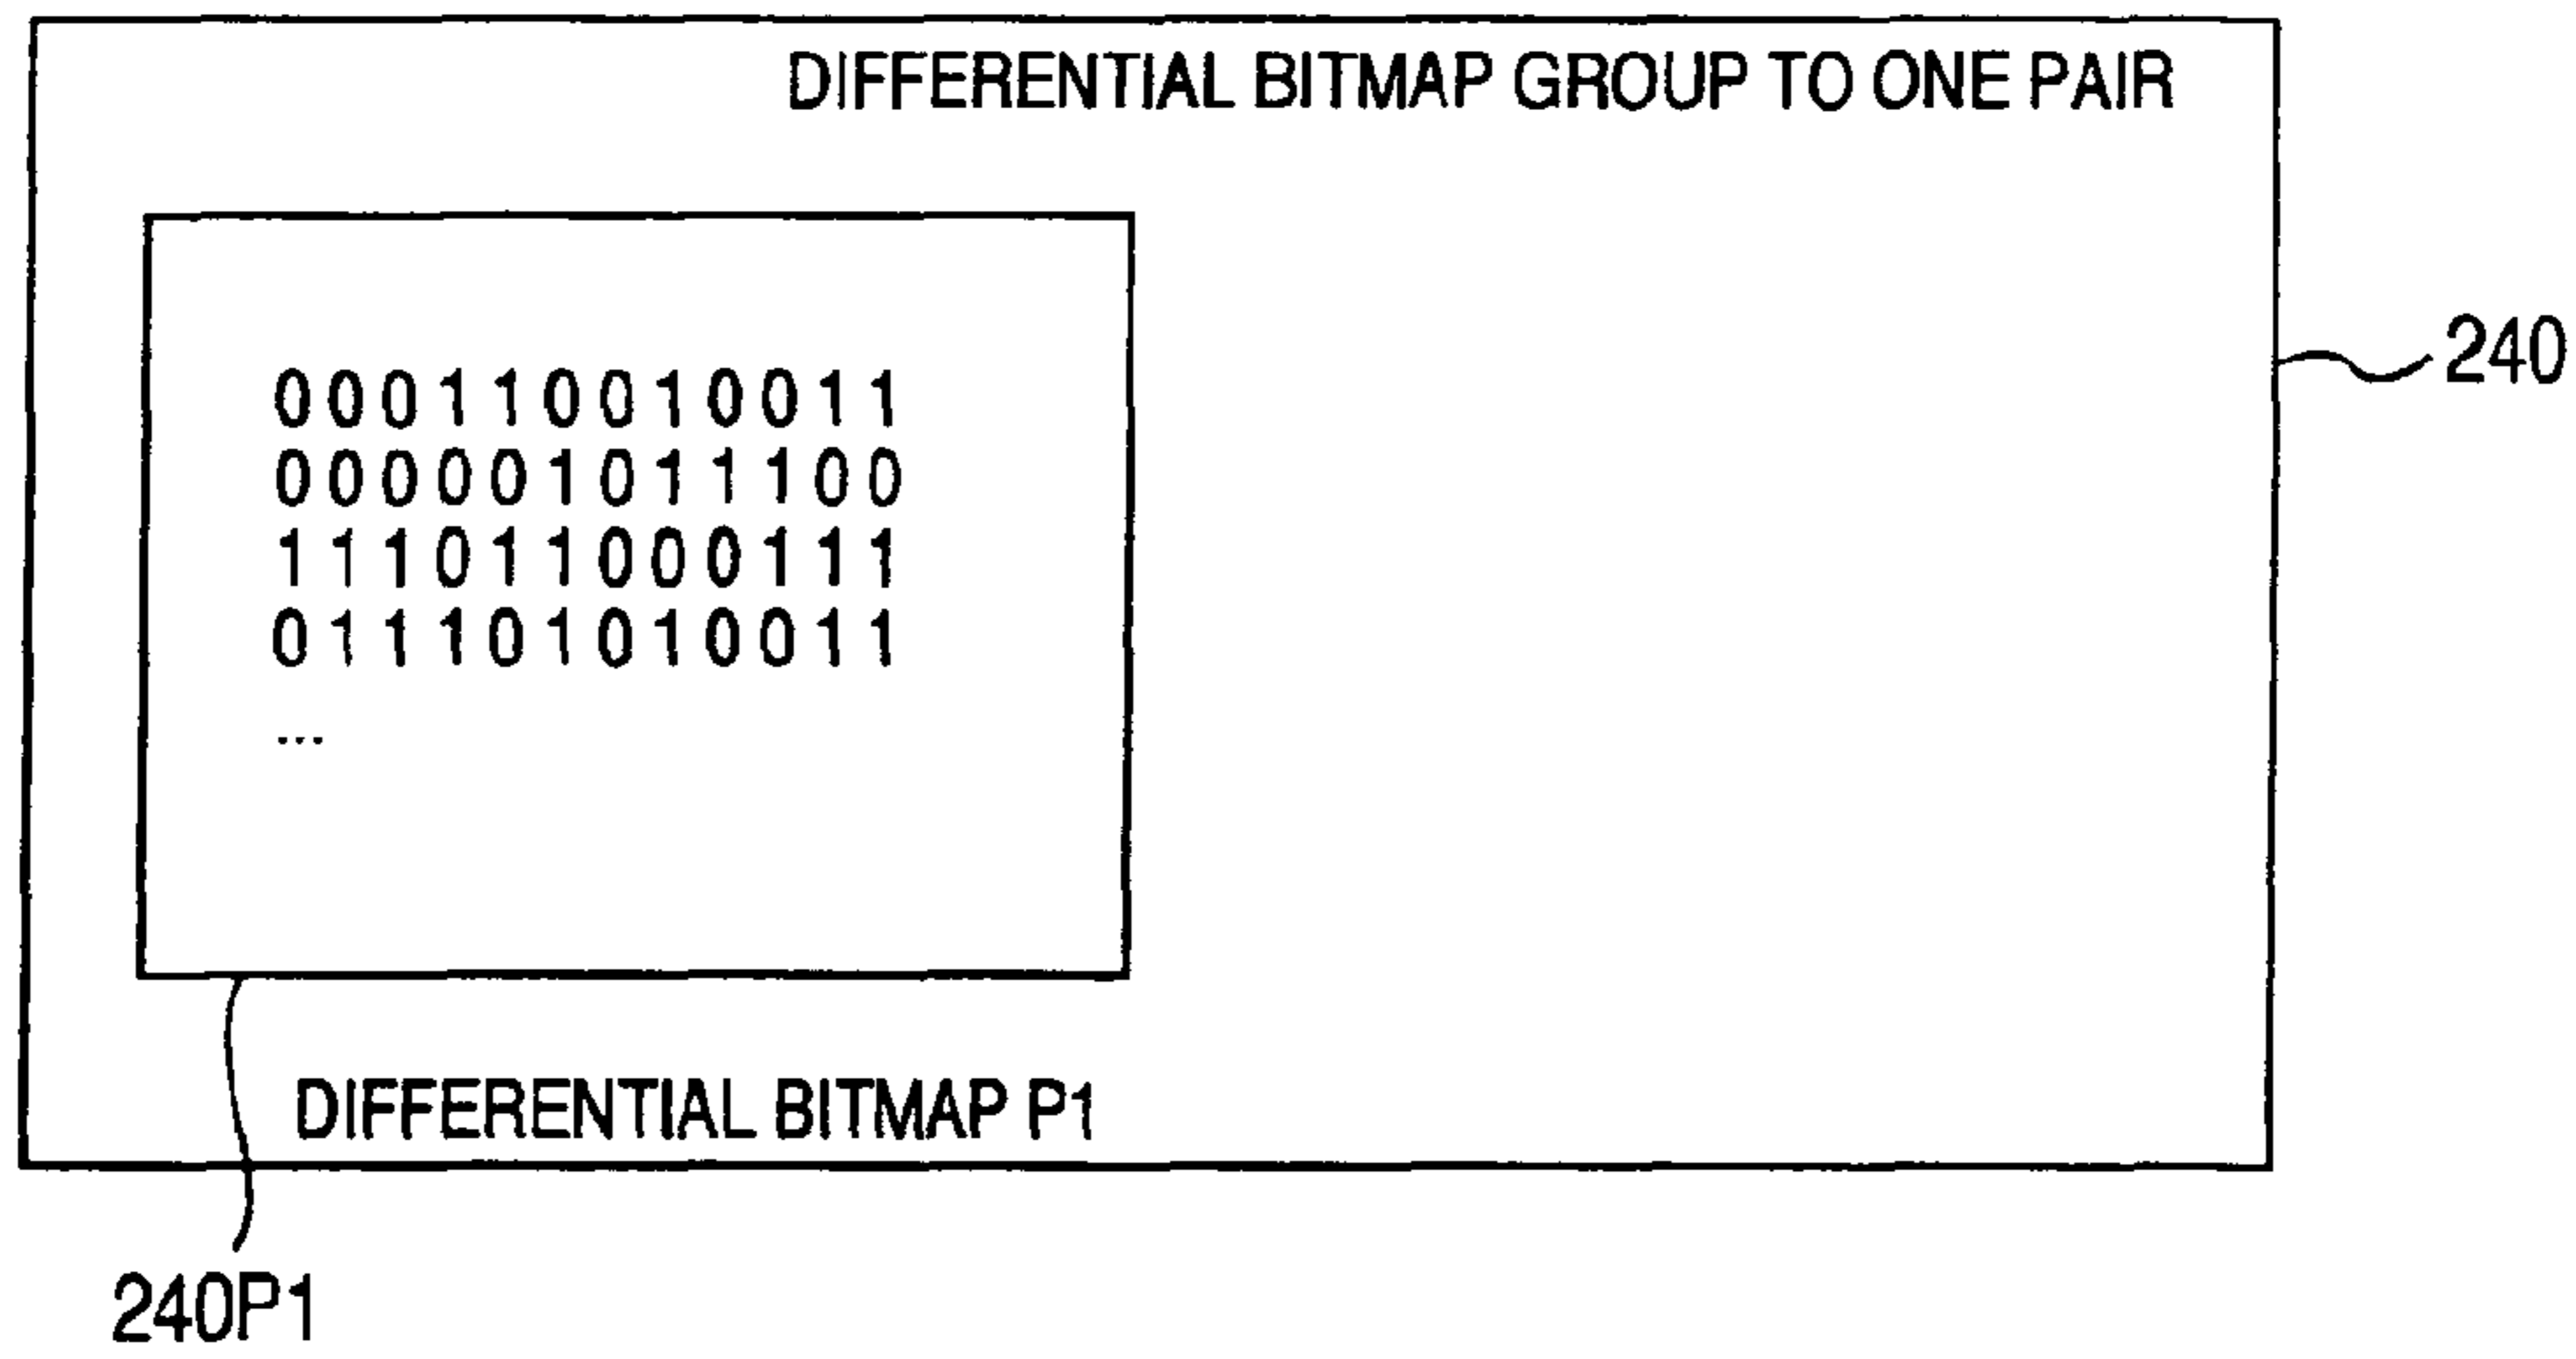 DIFFERENTIAL BITMAP GROUP TO ONE PAIR
240
0 0 0 1 1 0 0 1 0 0 1 1
0 0 0 0 0 1 0 1 1 1 0 0
1 1 1 0 1 1 0 0 0 1 1 1
0 1 1 1 0 1 0 1 0 0 1 1
...
DIFFERENTIAL BITMAP P1
240P1